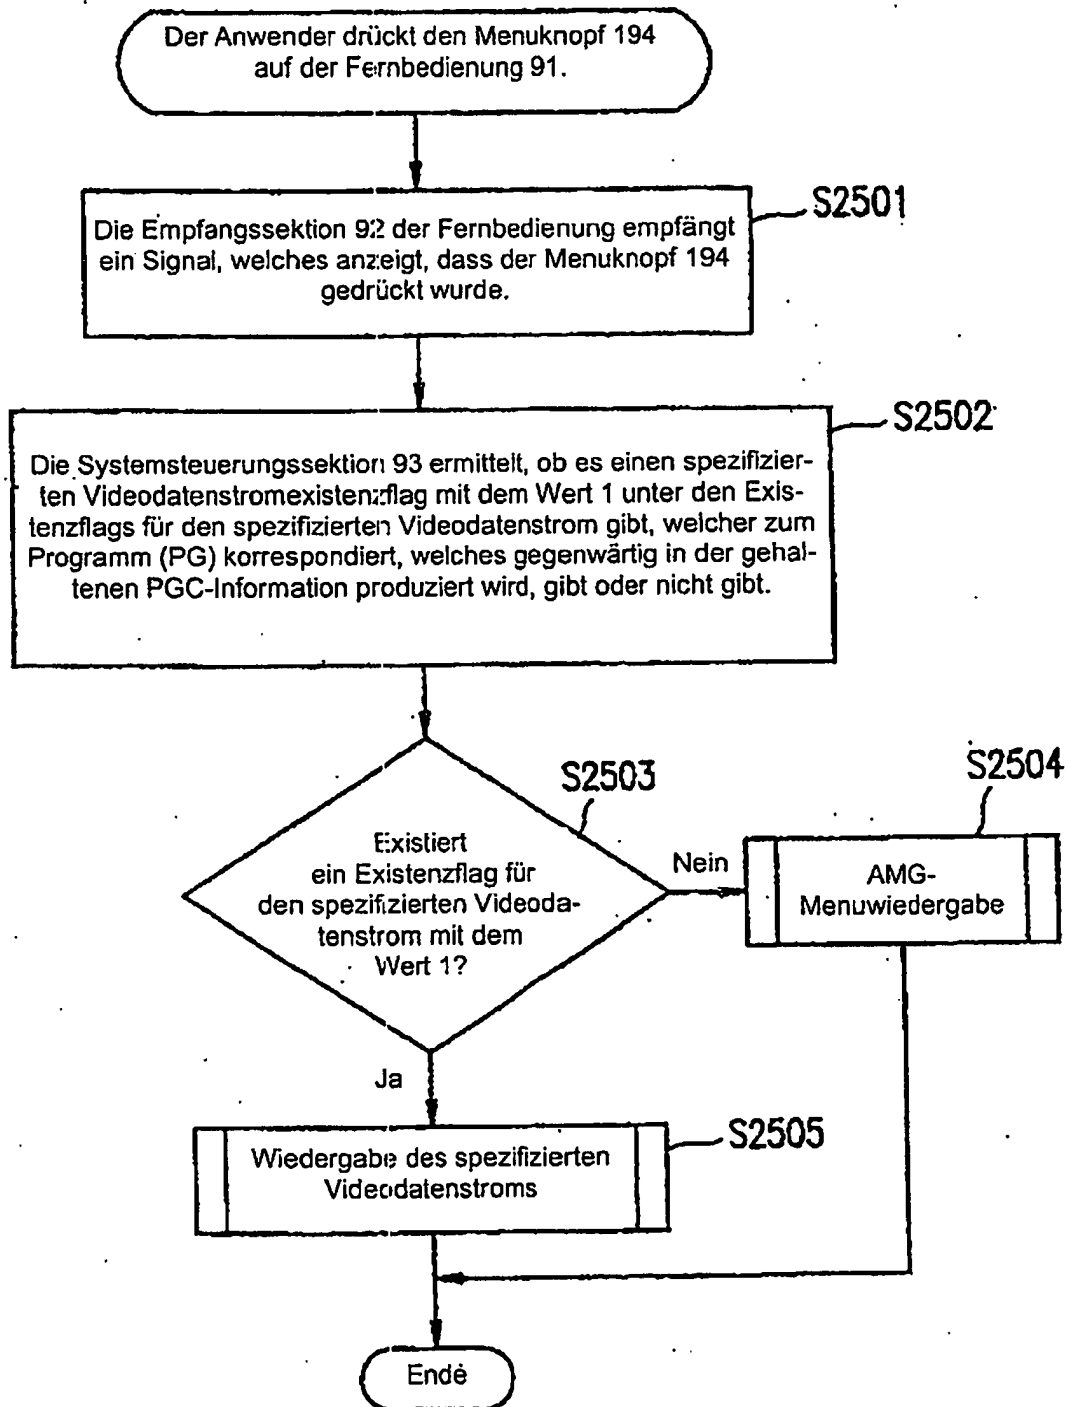 Der Anwender drückt den Menuknopf 194
auf der Fernbedienung 91.
S2501
Die Empfangssektion 92 der Fernbedienung empfängt
ein Signal, welches anzeigt, dass der Menuknopf 194
gedrückt wurde.
S2502
Die Systemsteuerungssektion 93 ermittelt, ob es einen spezifizier-
ten Videodatenstromexistenzflag mit dem Wert 1 unter den Exis-
tenzflags für den spezifizierten Videodatenstrom gibt, welcher zum
Programm (PG) korrespondiert, welches gegenwärtig in der gehal-
tenen PGC-Information produziert wird, gibt oder nicht gibt.
S2503
Existiert
ein Existenzflag für
den spezifizierten Videoda-
tenstrom mit dem
Wert 1?
Nein
S2504
AMG-
Menuwiedergabe
Ja
S2505
Wiedergabe des spezifizierten
Videodatenstroms
Ende